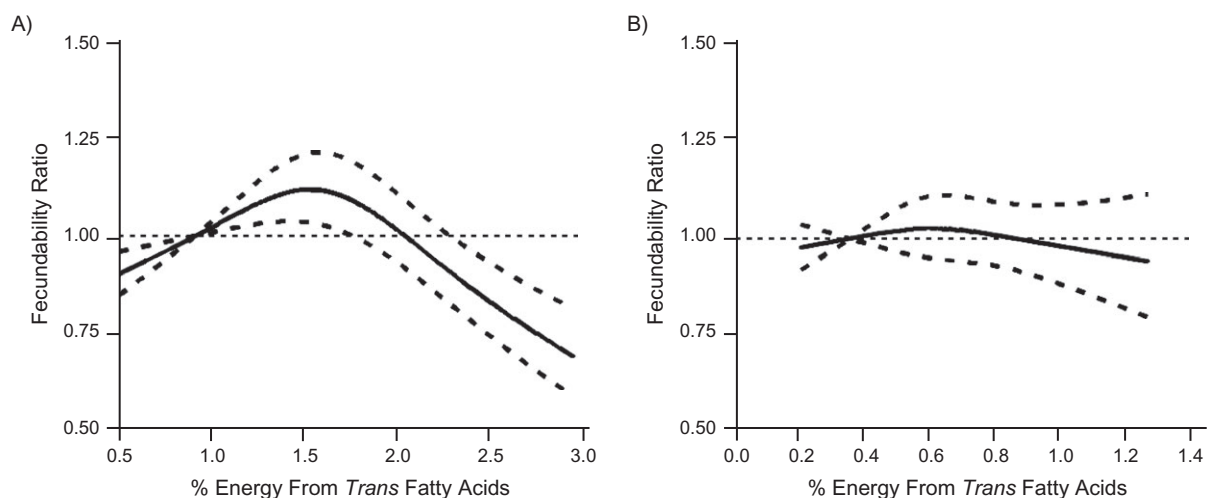 A)
1.50
1.25
1.00
0.75
0.50
Fecundability Ratio
0.5 1.0 1.5 2.0 2.5 3.0
% Energy From Trans Fatty Acids
B)
1.50
1.25
1.00
0.75
0.50
Fecundability Ratio
0.0 0.2 0.4 0.6 0.8 1.0 1.2 1.4
% Energy From Trans Fatty Acids